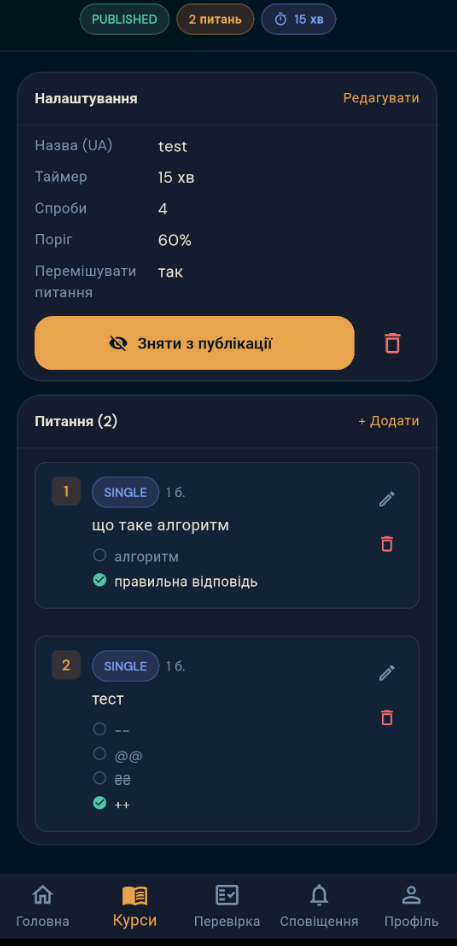 PUBLISHED 2 питань 15 хв
Налаштування Редагувати
Назва (UA) test
Таймер 15 хв
Спроби 4
Поріг 60%
Перемішувати так
питання
Зняти з публікації
Питання (2) + Додати
1 SINGLE 1 б.
що таке алгоритм
алгоритм
правильна відповідь
2 SINGLE 1 б.
тест
--
@@
₴₴
++
Головна Курси Перевірка Сповіщення Профіль